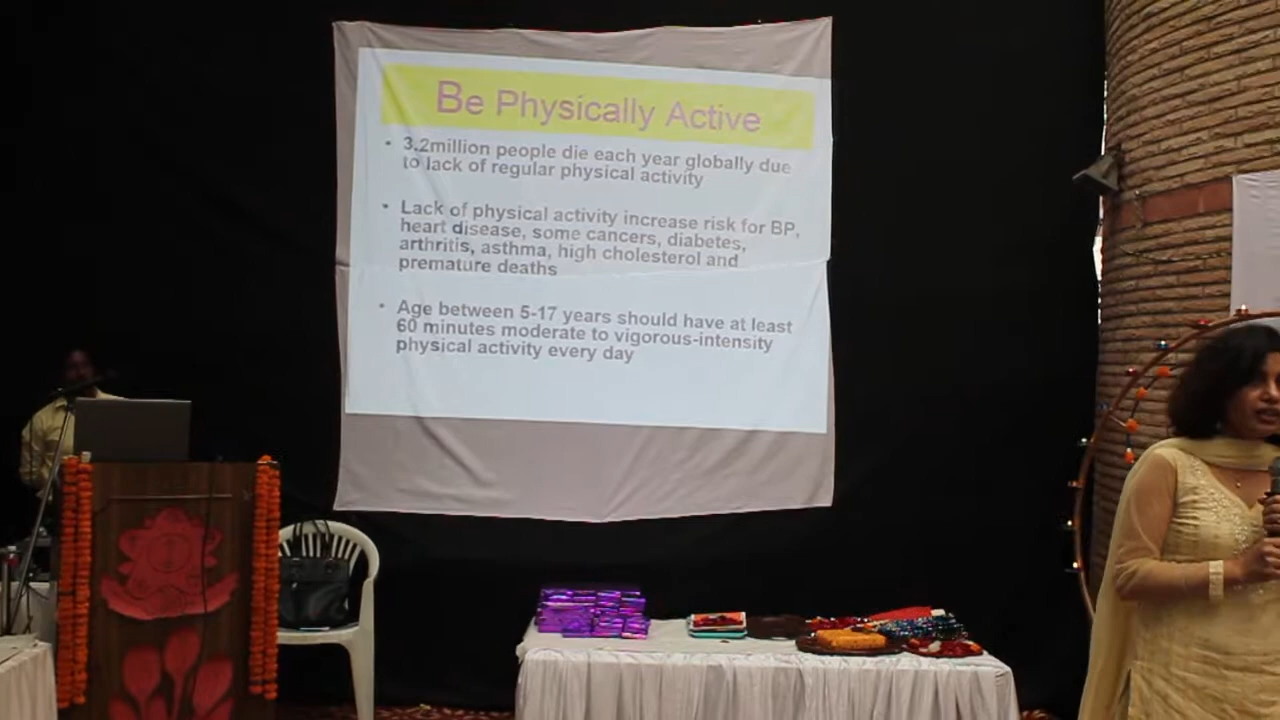 Be Physically Active
• 3.2million people die each year globally due
to lack of regular physical activity
• Lack of physical activity increase risk for BP,
heart disease, some cancers, diabetes,
arthritis, asthma, high cholesterol and
premature deaths
• Age between 5-17 years should have at least
60 minutes moderate to vigorous-intensity
physical activity every day